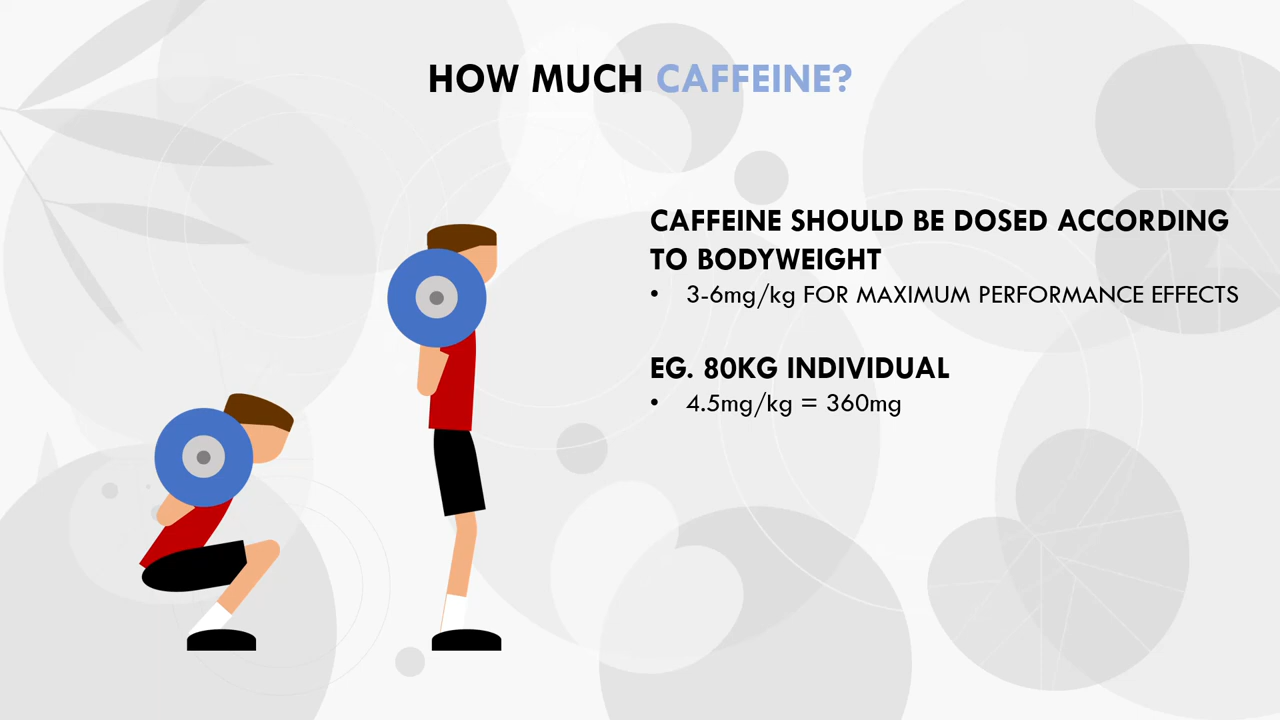 HOW MUCH CAFFEINE?
CAFFEINE SHOULD BE DOSED ACCORDING
TO BODYWEIGHT
• 3-6mg/kg FOR MAXIMUM PERFORMANCE EFFECTS
EG. 80KG INDIVIDUAL
• 4.5mg/kg = 360mg